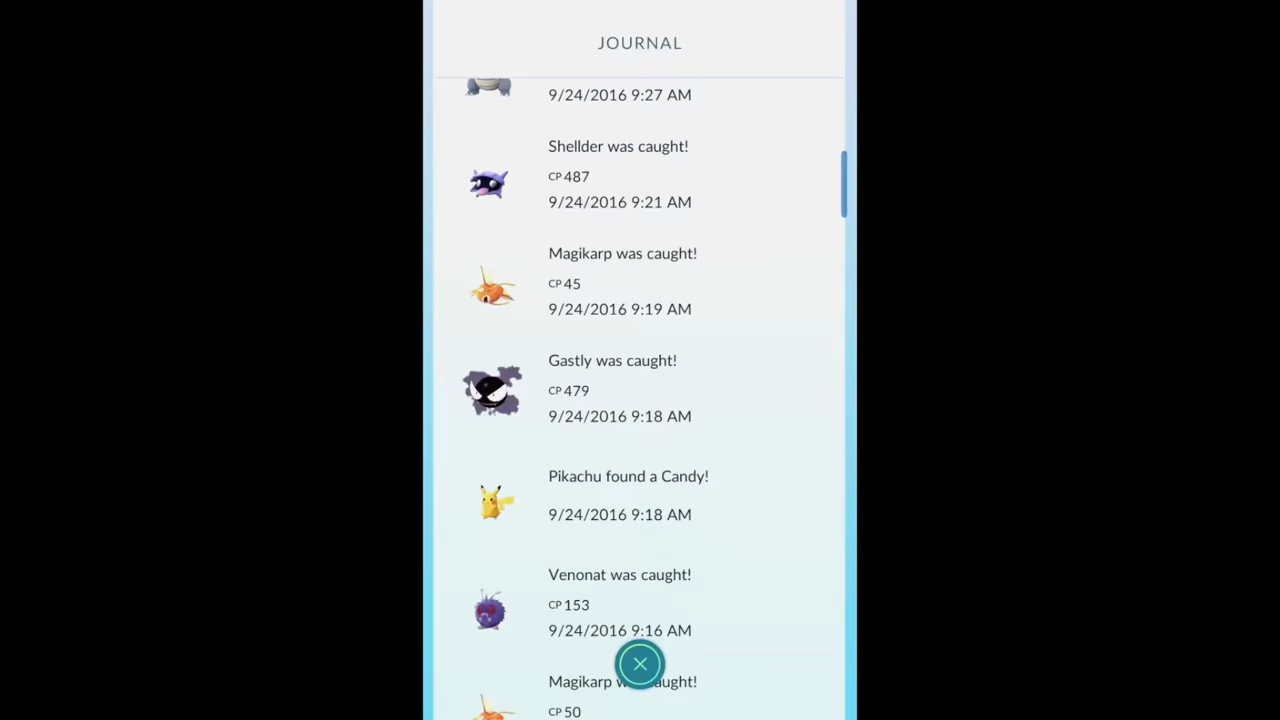 JOURNAL
9/24/2016 9:27 AM
Shellder was caught!
CP 487
9/24/2016 9:21 AM
Magikarp was caught!
CP 45
9/24/2016 9:19 AM
Gastly was caught!
CP 479
9/24/2016 9:18 AM
Pikachu found a Candy!
9/24/2016 9:18 AM
Venonat was caught!
CP 153
9/24/2016 9:16 AM
Magikarp caught!
CP 50